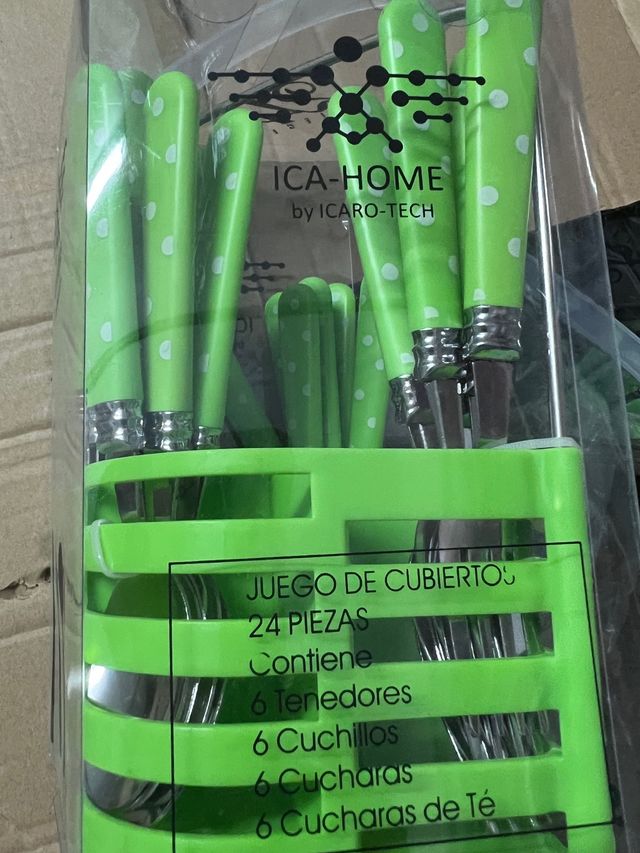 ICA-HOME
by ICARO-TECH
JUEGO DE CUBIERTOS
24 PIEZAS
Contiene
6 Tenedores
6 Cuchillos
6 Cucharas
6 Cucharas de Té